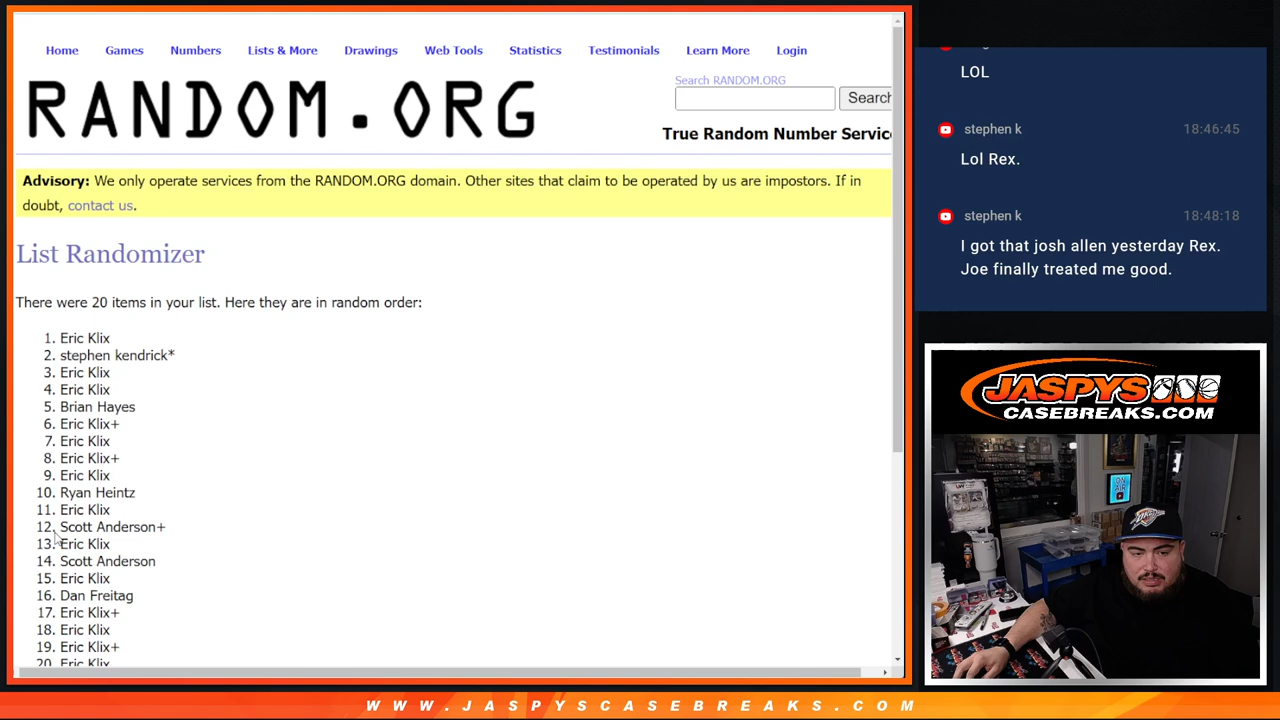 Home Games Numbers Lists & More Drawings Web Tools Statistics Testimonials Learn More Login
RANDOM.ORG
Search RANDOM.ORG
Search
True Random Number Service
Advisory: We only operate services from the RANDOM.ORG domain. Other sites that claim to be operated by us are impostors. If in
doubt, contact us.
List Randomizer
There were 20 items in your list. Here they are in random order:
1. Eric Klix
2. stephen kendrick*
3. Eric Klix
4. Eric Klix
5. Brian Hayes
6. Eric Klix+
7. Eric Klix
8. Eric Klix+
9. Eric Klix
10. Ryan Heintz
11. Eric Klix
12. Scott Anderson+
13. Eric Klix
14. Scott Anderson
15. Eric Klix
16. Dan Freitag
17. Eric Klix+
18. Eric Klix
19. Eric Klix+
20. Eric Klix
LOL
stephen k 18:46:45
Lol Rex.
stephen k 18:48:18
I got that josh allen yesterday Rex.
Joe finally treated me good.
JASPYS
CASEBREAKS.COM
ON AIR
WWW.JASPYSCASEBREAKS.COM